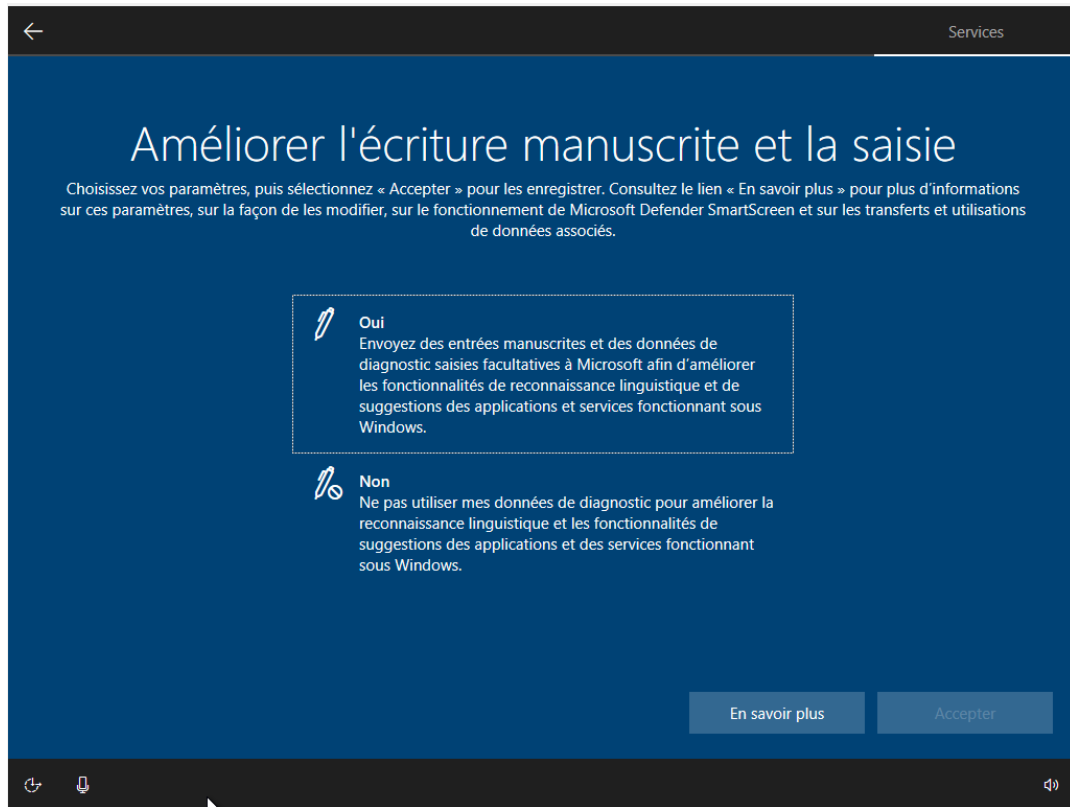 Services
Améliorer l'écriture manuscrite et la saisie
Choisissez vos paramètres, puis sélectionnez « Accepter » pour les enregistrer. Consultez le lien « En savoir plus » pour plus d'informations
sur ces paramètres, sur la façon de les modifier, sur le fonctionnement de Microsoft Defender SmartScreen et sur les transferts et utilisations
de données associés.
Oui
Envoyez des entrées manuscrites et des données de
diagnostic saisies facultatives à Microsoft afin d'améliorer
les fonctionnalités de reconnaissance linguistique et de
suggestions des applications et services fonctionnant sous
Windows.
Non
Ne pas utiliser mes données de diagnostic pour améliorer la
reconnaissance linguistique et les fonctionnalités de
suggestions des applications et des services fonctionnant
sous Windows.
En savoir plus
Accepter